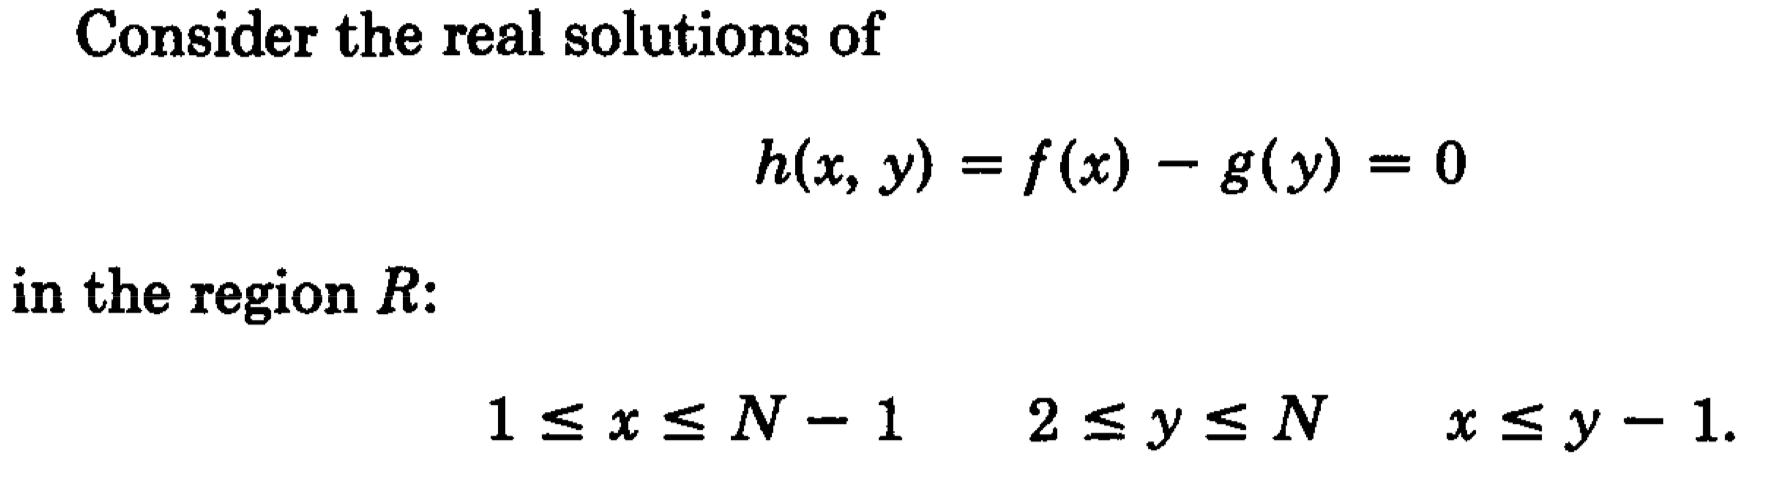 Consider the real solutions of
h(x, y) = f(x) − g(y) = 0
in the region R:
1 ≤ x ≤ N − 1 2 ≤ y ≤ N x ≤ y − 1.